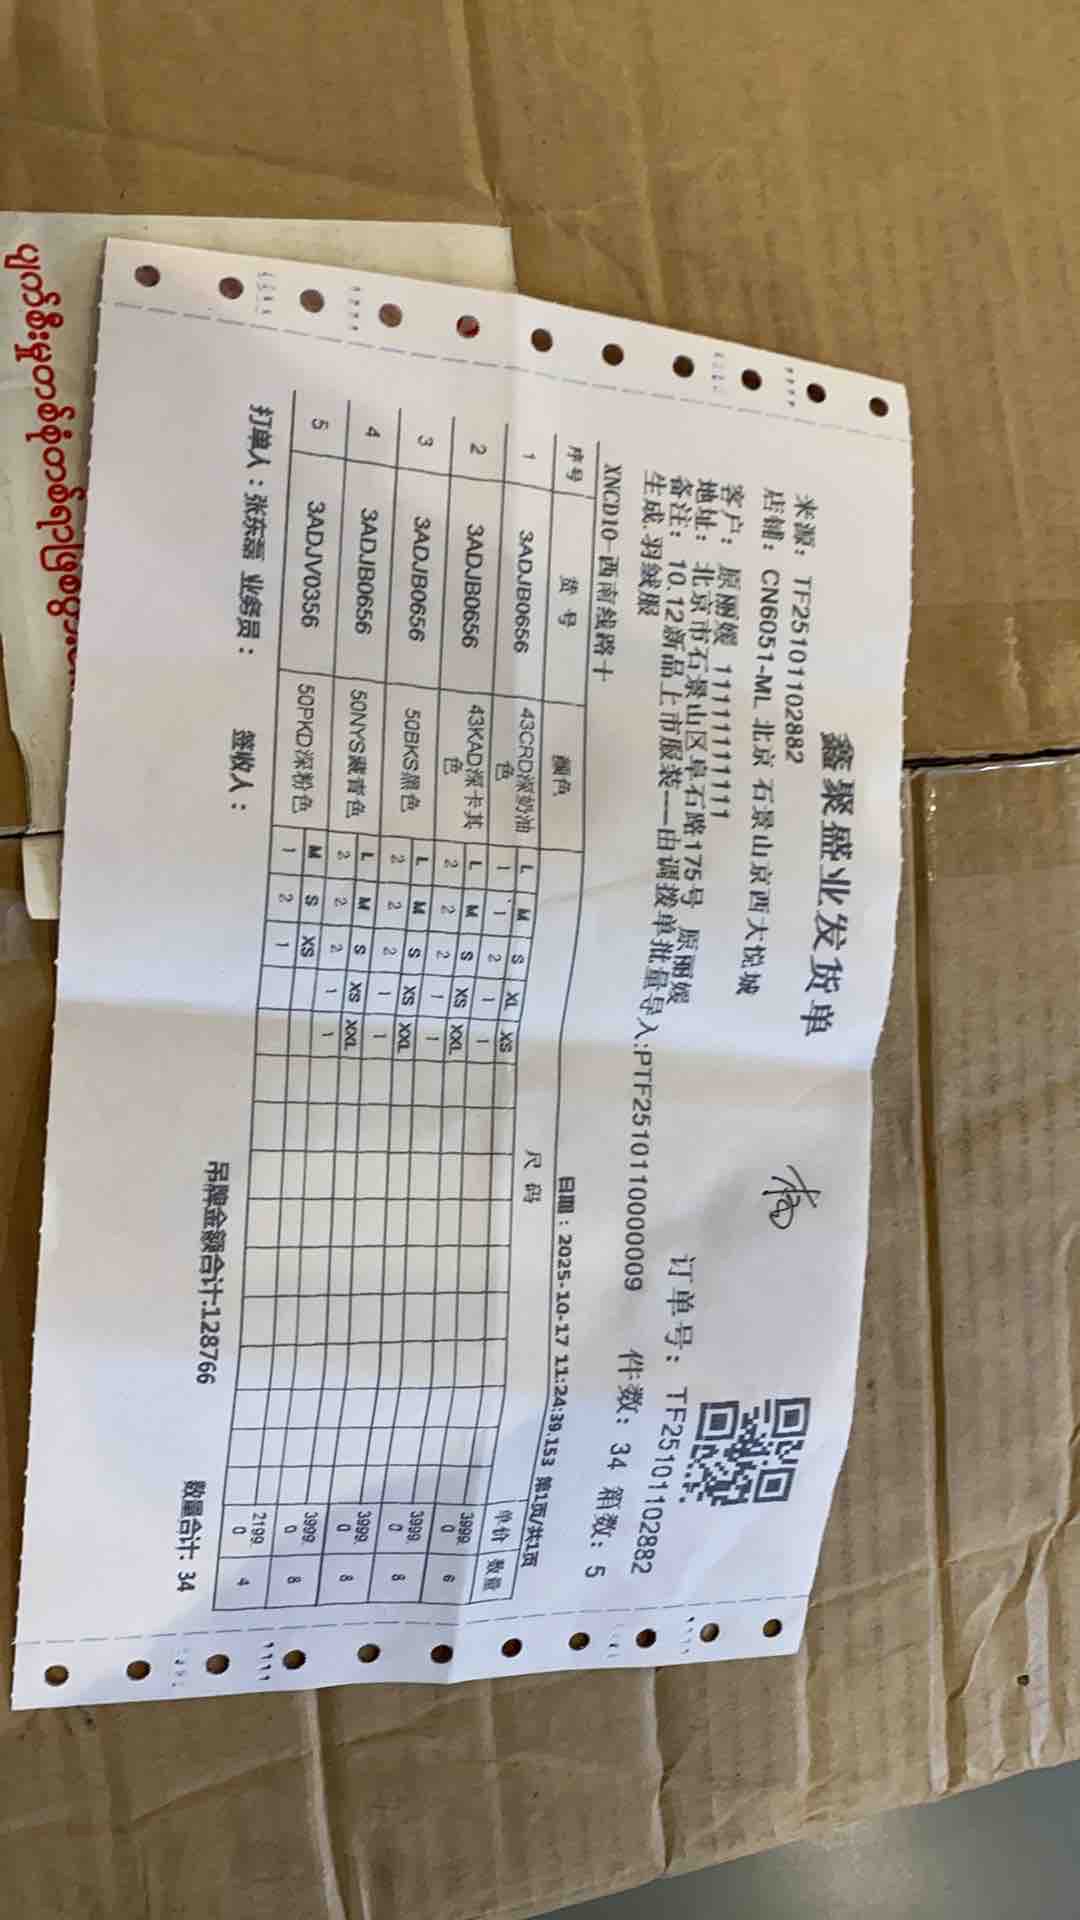 鑫聚盛业发货单
来源： TF25101102882
店铺： CN6051-ML 北京石景山京西大悦城
订单号： TF25101102882
客户： 原丽媛 11111111111
地址： 北京市石景山区阜石路175号 原丽媛
备注： 10.12新品上市服装——由调拨单批量导入:PTF251011000009 件数： 34 箱数： 5
生成.羽绒服
XNCD10-西南线路十 日期：2025-10-17 11:24:39.153 第1页/共1页
序号 货 号 颜色 尺 码 单价 数量
1 3ADJB0656 43CRD深奶油色 L M S XL XS 3999.0 6
1 1 2 1 1
2 3ADJB0656 43KAD深卡其色 L M S XS XXL 3999.0 8
2 2 2 1 1
3 3ADJB0656 50BKS黑色 L M S XS XXL 3999.0 8
2 2 2 1 1
4 3ADJB0656 50NYS藏青色 L M S XS XXL 3999.0 8
2 2 2 1 1
5 3ADJV0356 50PKD深粉色 M S XS 2199.0 4
1 2 1
吊牌金额合计:128766 数量合计: 34
打单人：张东磊 业务员： 签收人：